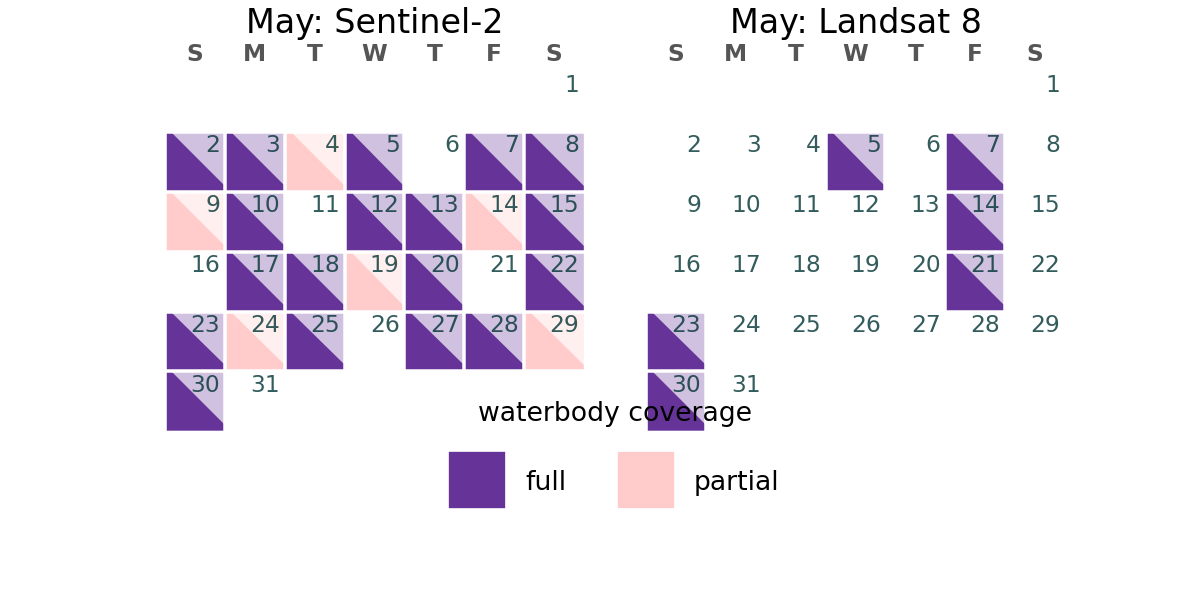 May: Sentinel-2
S M T W T F S
1
2 3 4 5 6 7 8
9 10 11 12 13 14 15
16 17 18 19 20 21 22
23 24 25 26 27 28 29
30 31
May: Landsat 8
S M T W T F S
1
2 3 4 5 6 7 8
9 10 11 12 13 14 15
16 17 18 19 20 21 22
23 24 25 26 27 28 29
30 31
waterbody coverage
full partial